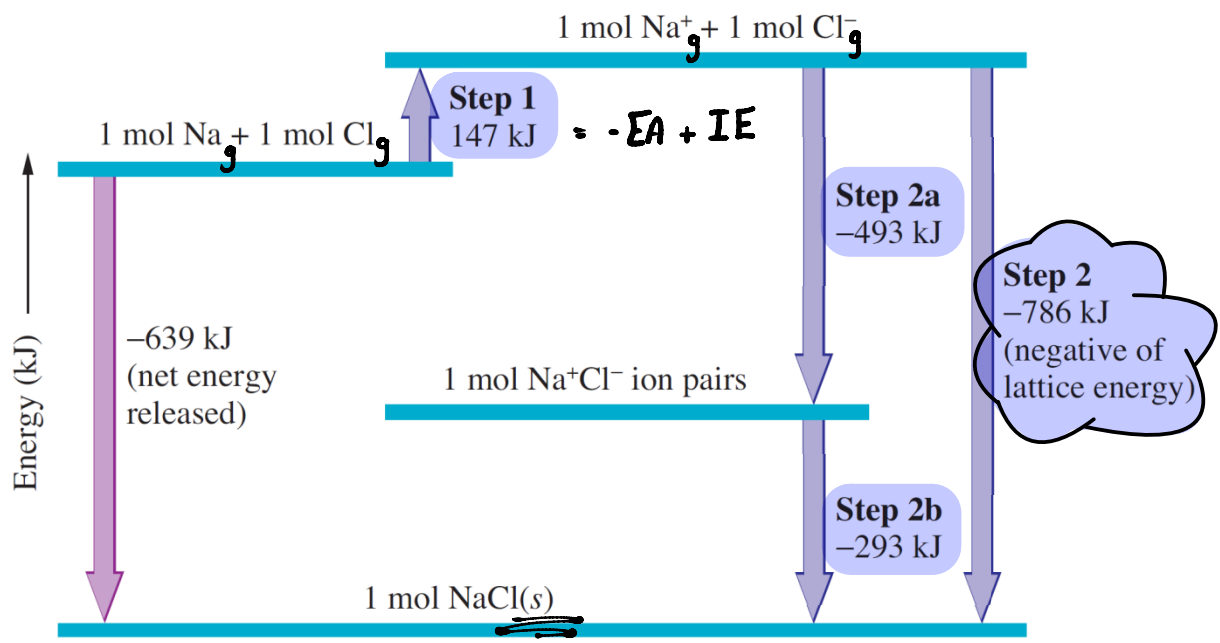 1 mol Na⁺g + 1 mol Cl⁻g
Step 1
147 kJ = -EA + IE
1 mol Na g + 1 mol Cl g
Step 2a
−493 kJ
Step 2
−786 kJ
(negative of
lattice energy)
−639 kJ
(net energy
released)
Energy (kJ)
1 mol Na⁺Cl⁻ ion pairs
Step 2b
−293 kJ
1 mol NaCl(s)